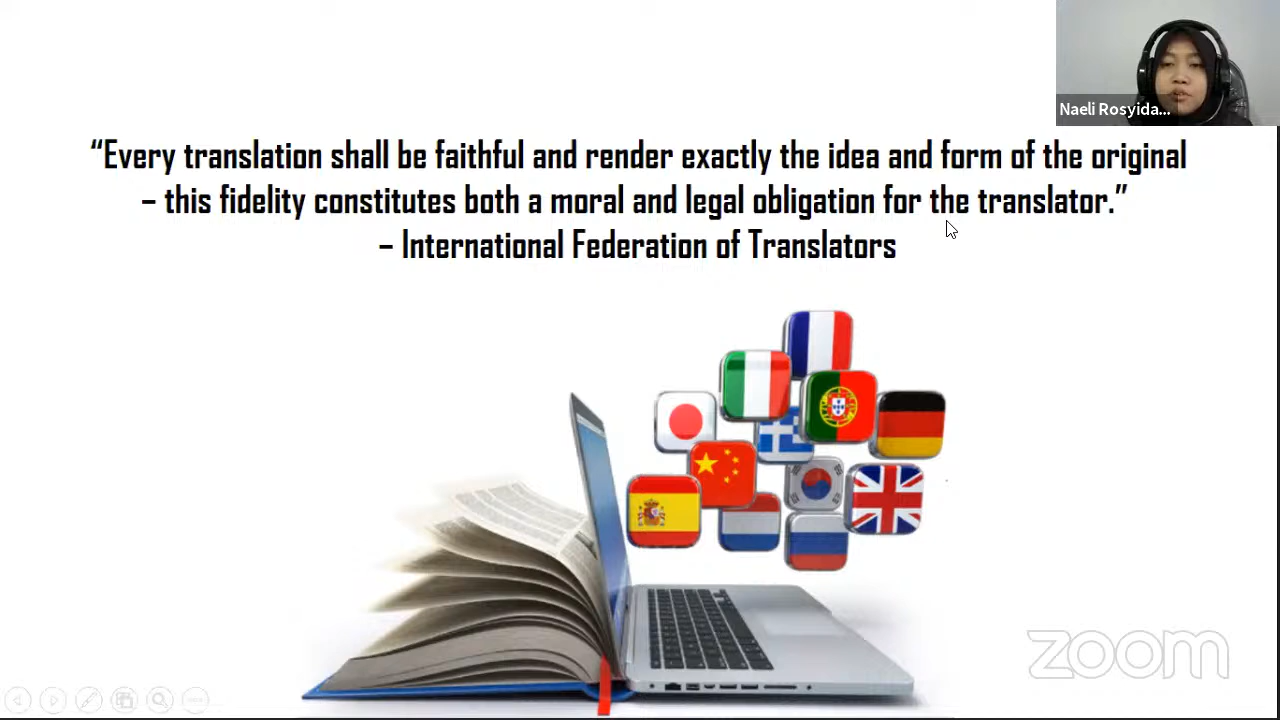 Naeli Rosyida...
“Every translation shall be faithful and render exactly the idea and form of the original
– this fidelity constitutes both a moral and legal obligation for the translator.”
– International Federation of Translators
zoom